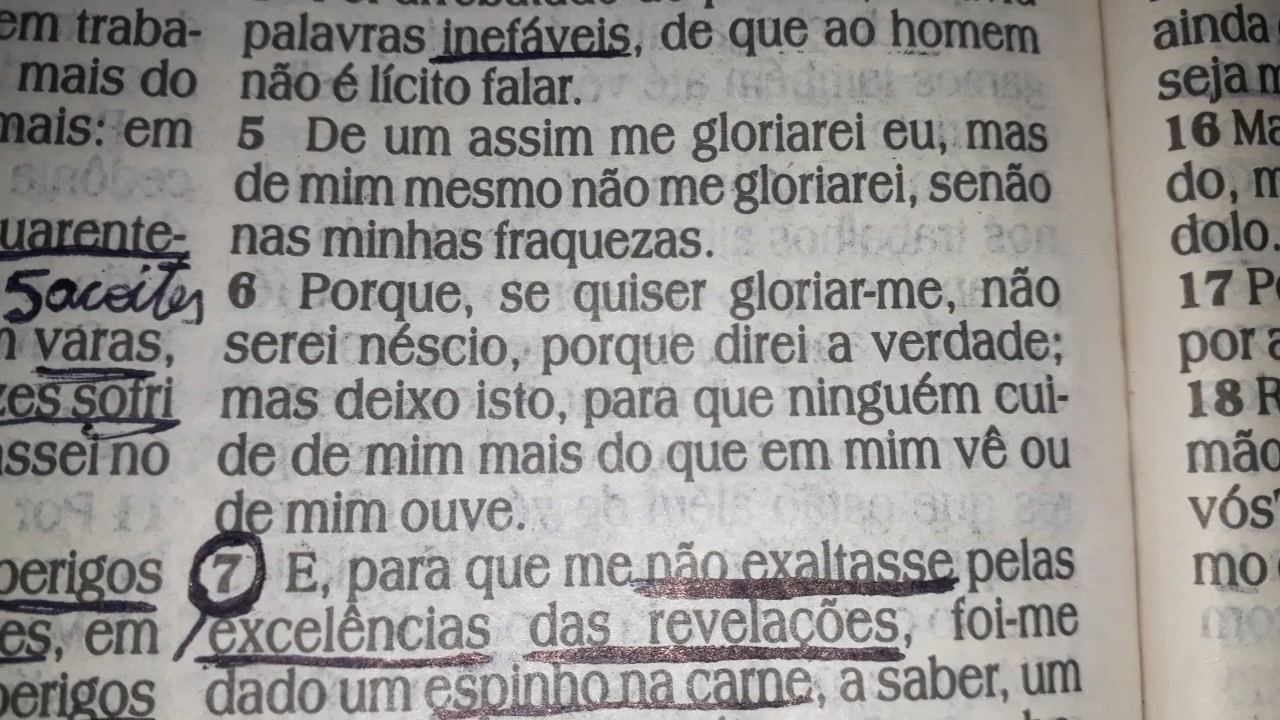 em traba-
mais do
mais: em
uarente-
5 aceites
varas,
zes sofri
assei no
perigos
es, em
perigos
palavras inefáveis, de que ao homem
não é lícito falar.
5 De um assim me gloriarei eu, mas
de mim mesmo não me gloriarei, senão
nas minhas fraquezas.
6 Porque, se quiser gloriar-me, não
serei néscio, porque direi a verdade;
mas deixo isto, para que ninguém cui-
de de mim mais do que em mim vê ou
de mim ouve.
7 E, para que me não exaltasse pelas
excelências das revelações, foi-me
dado um espinho na carne, a saber, um
ainda
seja
16
do,
dolo.
17
por
18
mão
vós
mo